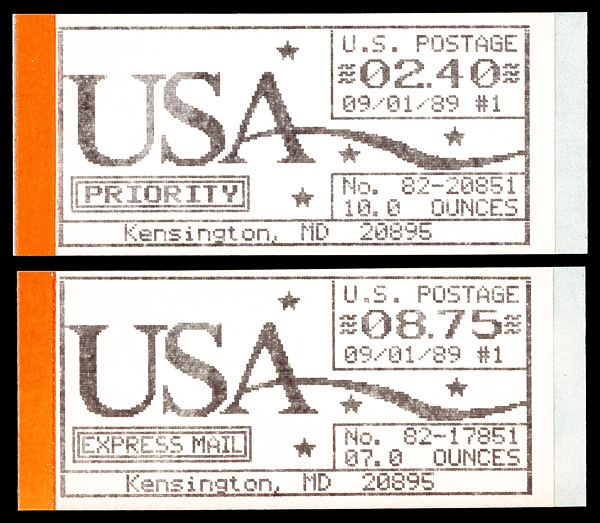 U.S. POSTAGE
02.40
09/01/89 #1
USA
PRIORITY
No. 82-20851
10.0 OUNCES
Kensington, MD 20895
U.S. POSTAGE
08.75
09/01/89 #1
USA
EXPRESS MAIL
No. 82-17851
07.0 OUNCES
Kensington, MD 20895